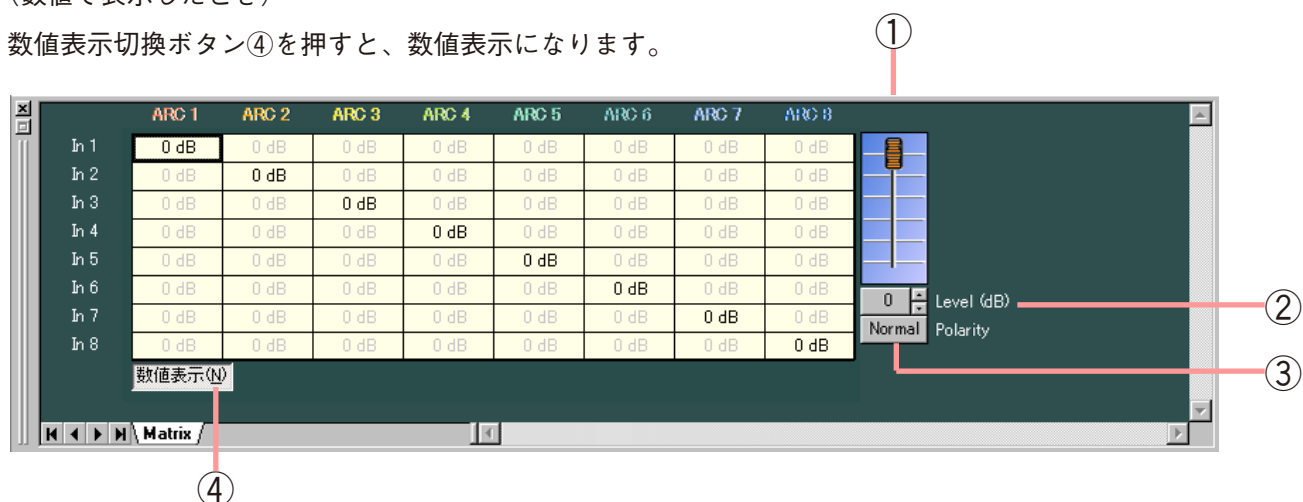 (数値で表示したとき)
数値表示切換ボタン④を押すと、数値表示になります。
①
ARC 1 ARC 2 ARC 3 ARC 4 ARC 5 ARC 6 ARC 7 ARC 8
In 1 0 dB 0 dB 0 dB 0 dB 0 dB 0 dB 0 dB 0 dB
In 2 0 dB 0 dB 0 dB 0 dB 0 dB 0 dB 0 dB 0 dB
In 3 0 dB 0 dB 0 dB 0 dB 0 dB 0 dB 0 dB 0 dB
In 4 0 dB 0 dB 0 dB 0 dB 0 dB 0 dB 0 dB 0 dB
In 5 0 dB 0 dB 0 dB 0 dB 0 dB 0 dB 0 dB 0 dB
In 6 0 dB 0 dB 0 dB 0 dB 0 dB 0 dB 0 dB 0 dB
0 Level (dB) ②
In 7 0 dB 0 dB 0 dB 0 dB 0 dB 0 dB 0 dB 0 dB
Normal Polarity
In 8 0 dB 0 dB 0 dB 0 dB 0 dB 0 dB 0 dB 0 dB
③
数値表示(N)
Matrix
④